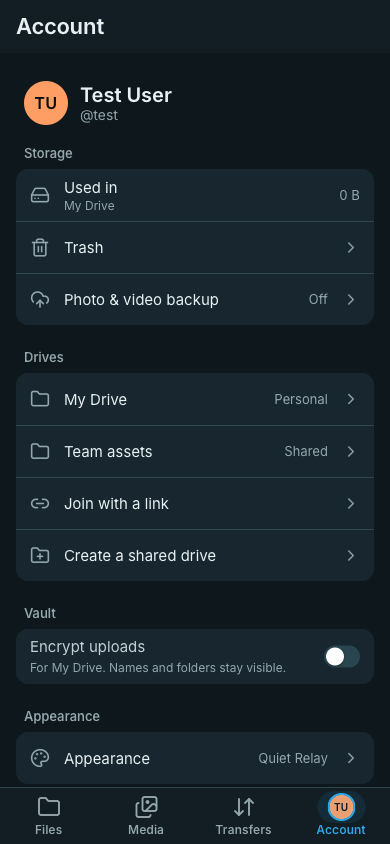 Account
TU
Test User
@test
Storage
Used in
0 B
My Drive
Trash
Photo & video backup
Off
Drives
My Drive
Personal
Team assets
Shared
Join with a link
Create a shared drive
Vault
Encrypt uploads
For My Drive. Names and folders stay visible.
Appearance
Appearance
Quiet Relay
TU
Files
Media
Transfers
Account